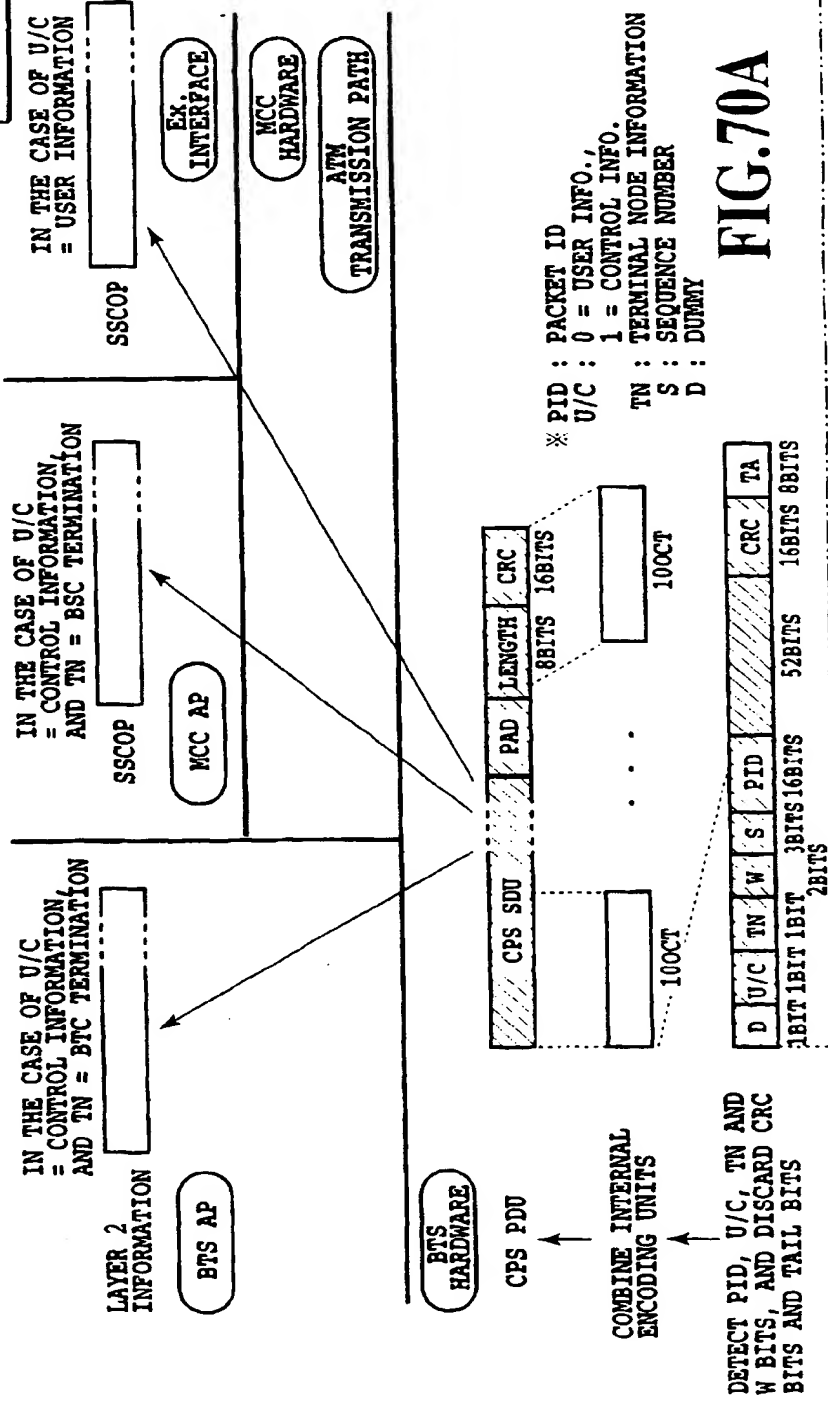 IN THE CASE OF U/C
= CONTROL INFORMATION,
AND TN = BTC TERMINATION
LAYER 2
INFORMATION
BTS AP
IN THE CASE OF U/C
= CONTROL INFORMATION,
AND TN = BSC TERMINATION
SSCOP
MCC AP
IN THE CASE OF U/C
= USER INFORMATION
SSCOP
EX.
INTERFACE
MCC
HARDWARE
ATM
TRANSMISSION PATH
BTS
HARDWARE
CPS PDU
CPS SDU PAD LENGTH CRC
8BITS 16BITS
COMBINE INTERNAL
ENCODING UNITS
10OCT . . . 10OCT
※ PID : PACKET ID
U/C : 0 = USER INFO.,
1 = CONTROL INFO.
TN : TERMINAL NODE INFORMATION
S : SEQUENCE NUMBER
D : DUMMY
DETECT PID, U/C, TN AND
W BITS, AND DISCARD CRC
BITS AND TAIL BITS
D U/C TN W S PID CRC TA
1BIT 1BIT 1BIT 3BITS 16BITS 52BITS 16BITS 8BITS
2BITS
FIG.70A